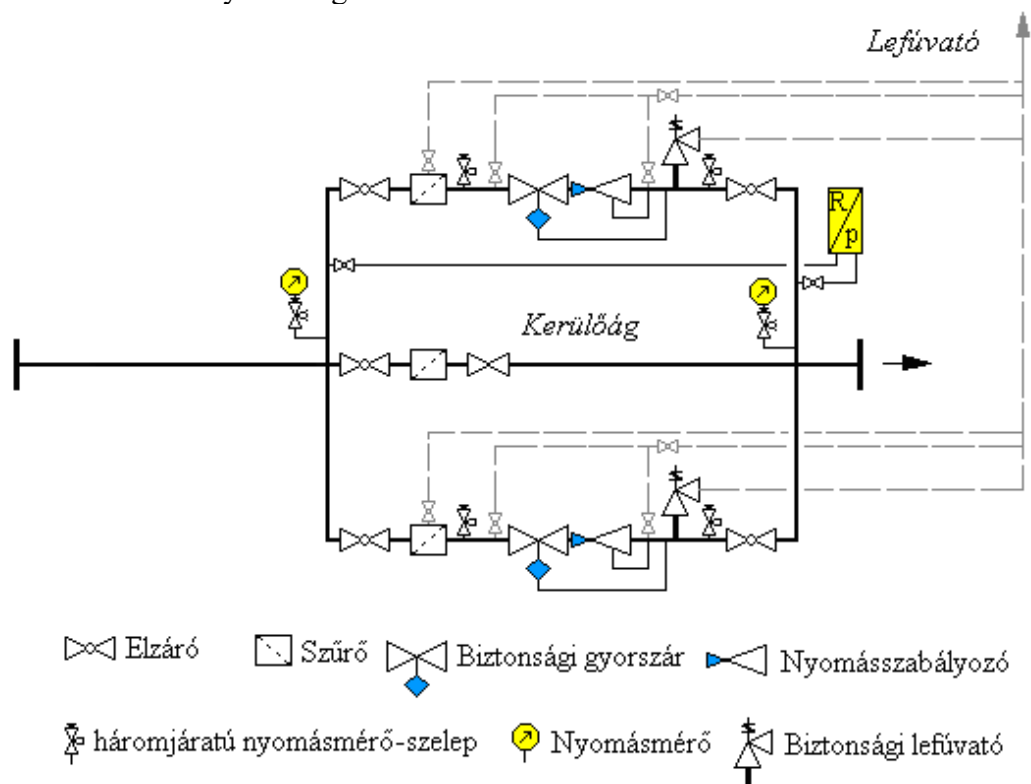 Lefúvató
R
p
Kerülőág
Elzáró
Szűrő
Biztonsági gyorszár
Nyomásszabályozó
háromjáratú nyomásmérő-szelep
Nyomásmérő
Biztonsági lefúvató